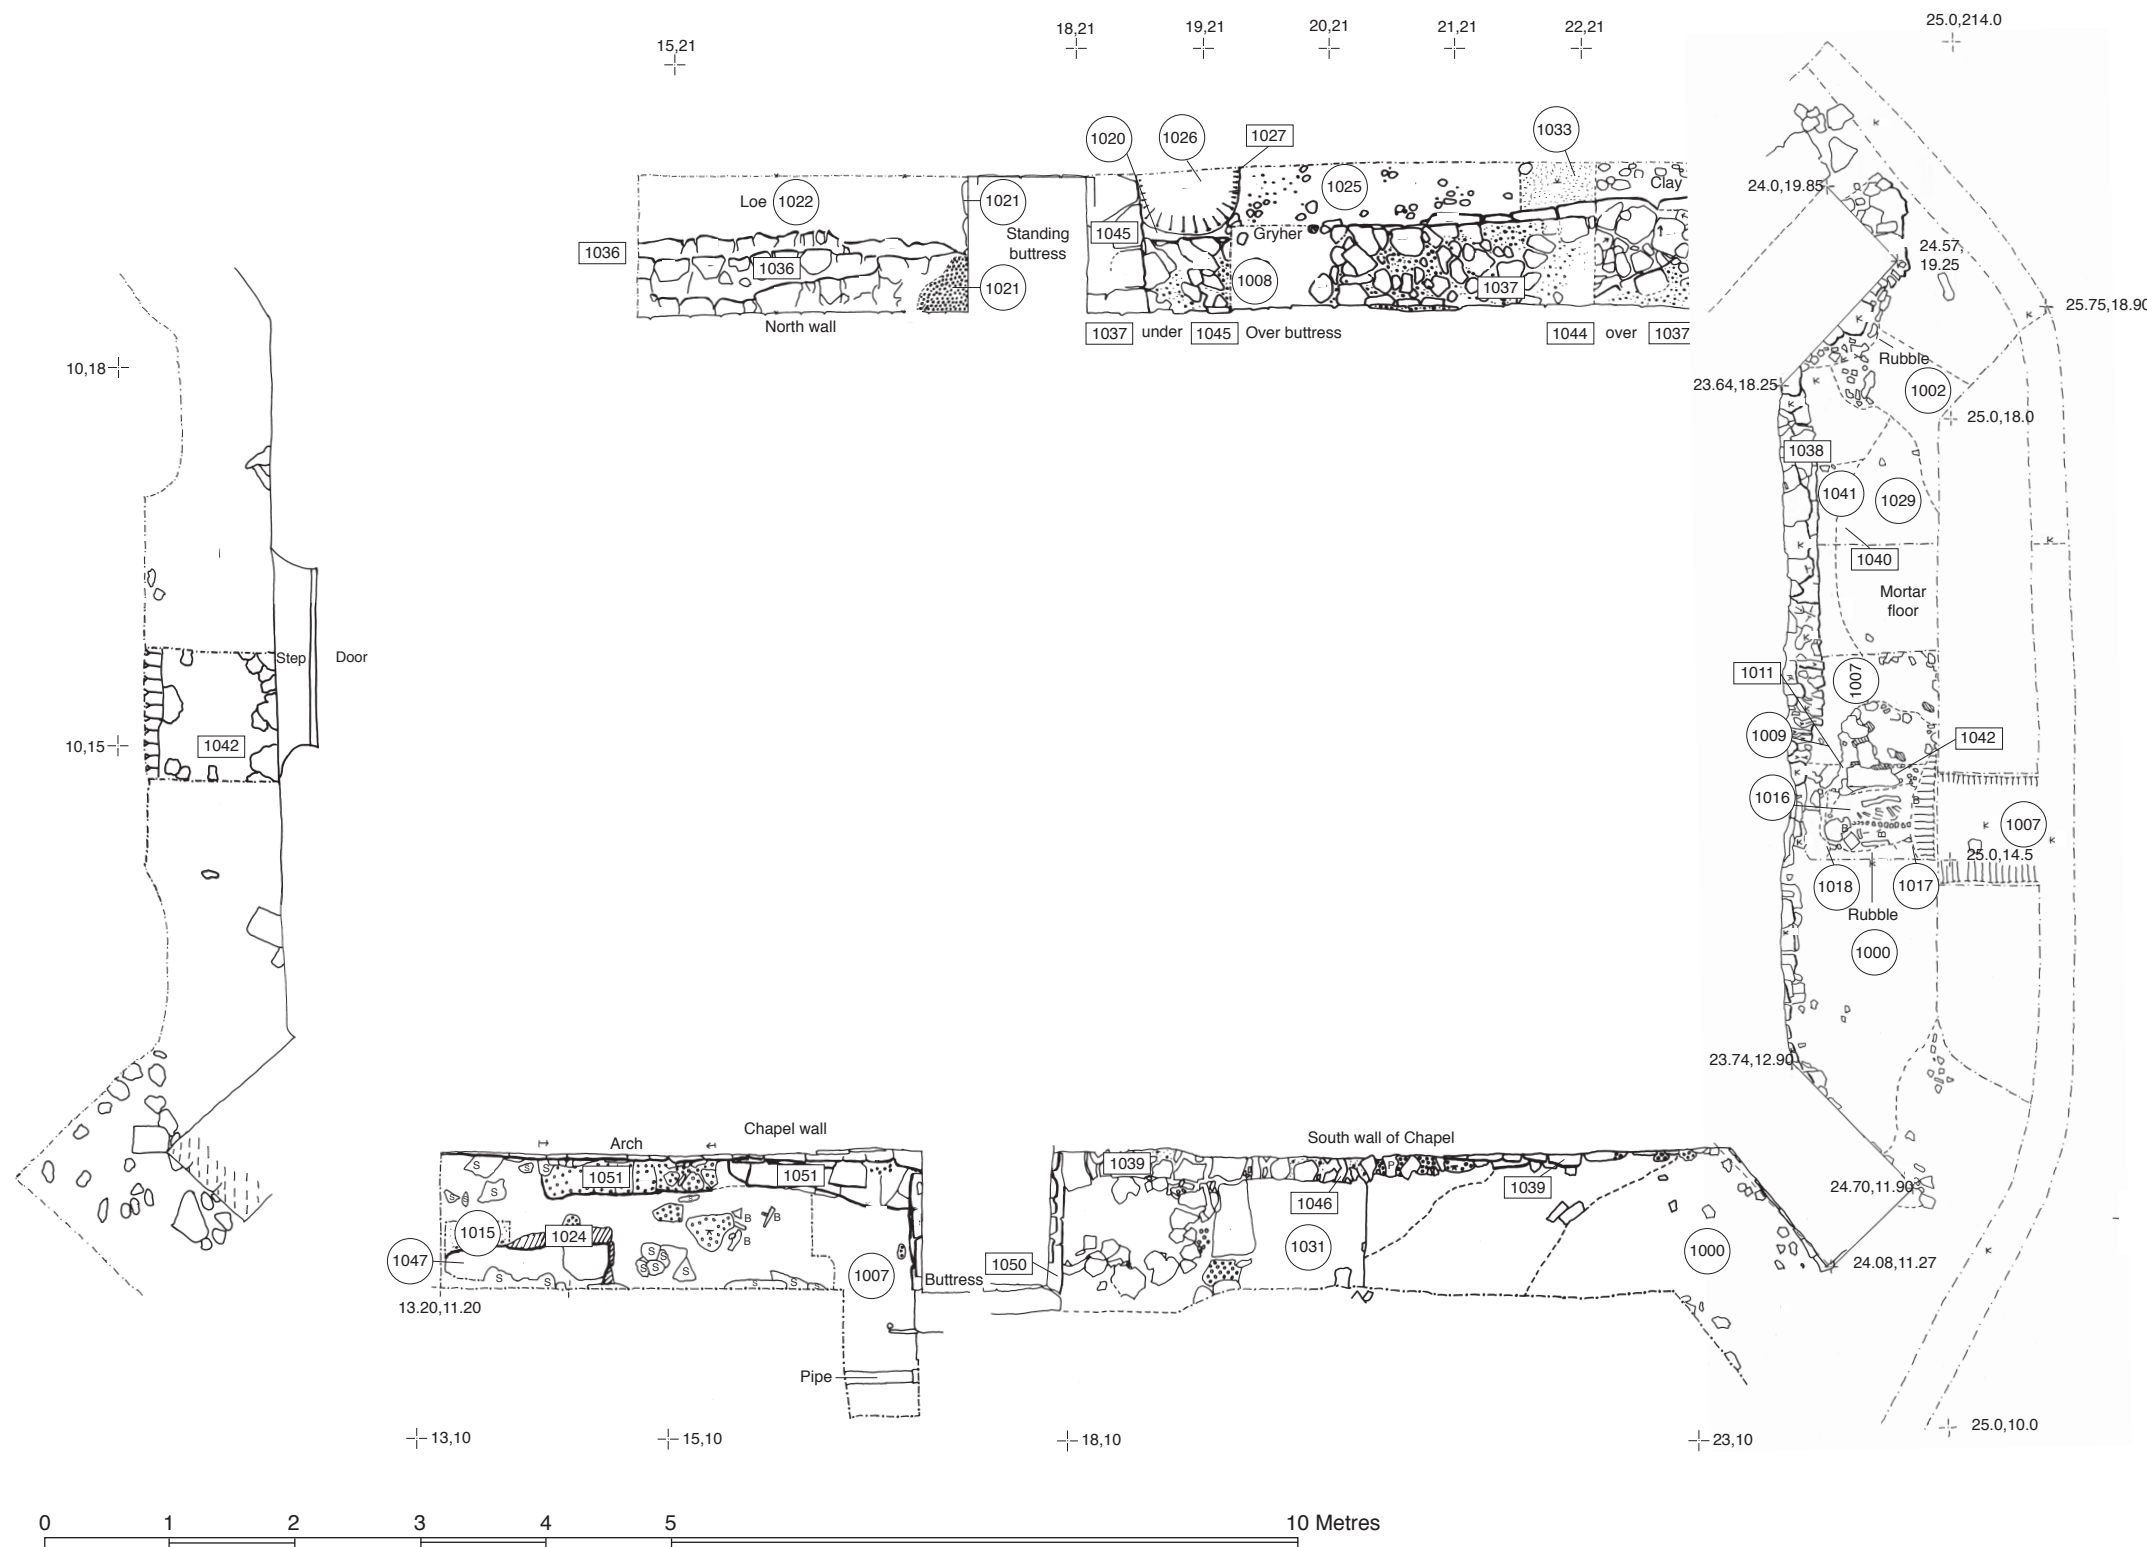 15,21
18,21
19,21
20,21
21,21
22,21
25.0,214.0
1020
1026
1027
1033
Loe 1022
1021
1045
1025
Clay
1036
1036
Standing
buttress
Gryher
1021
1008
1037
North wall
1037 under 1045 Over buttress
1044 over 1037
24.0,19.85
24.57,
19.25
25.75,18.90
Rubble
23.64,18.25
1002
25.0,18.0
1038
1041
1029
1040
Mortar
floor
1011
1007
1009
1042
1016
B
B
B
1007
25.0,14.5
1018
1017
Rubble
1000
23.74,12.90
24.70,11.90
24.08,11.27
25.0,10.0
10,18
Step
Door
10,15
1042
Arch
Chapel wall
S
S
S
S
S
S
1051
1051
1015
1024
B
B
B
1047
S
S
S
S
S
S
S
S
S
S
1007
Buttress
13.20,11.20
Pipe
South wall of Chapel
1039
P
1046
1039
1050
1031
1000
13,10
15,10
18,10
23,10
0 1 2 3 4 5 10 Metres